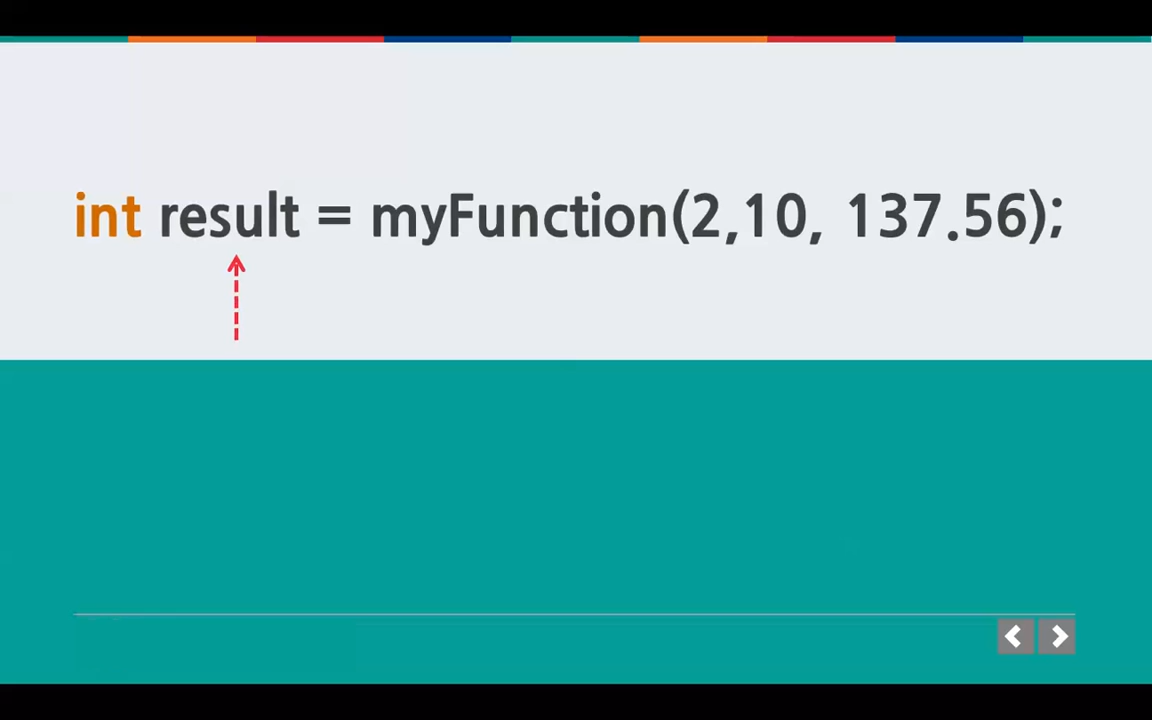 int result = myFunction(2,10, 137.56);